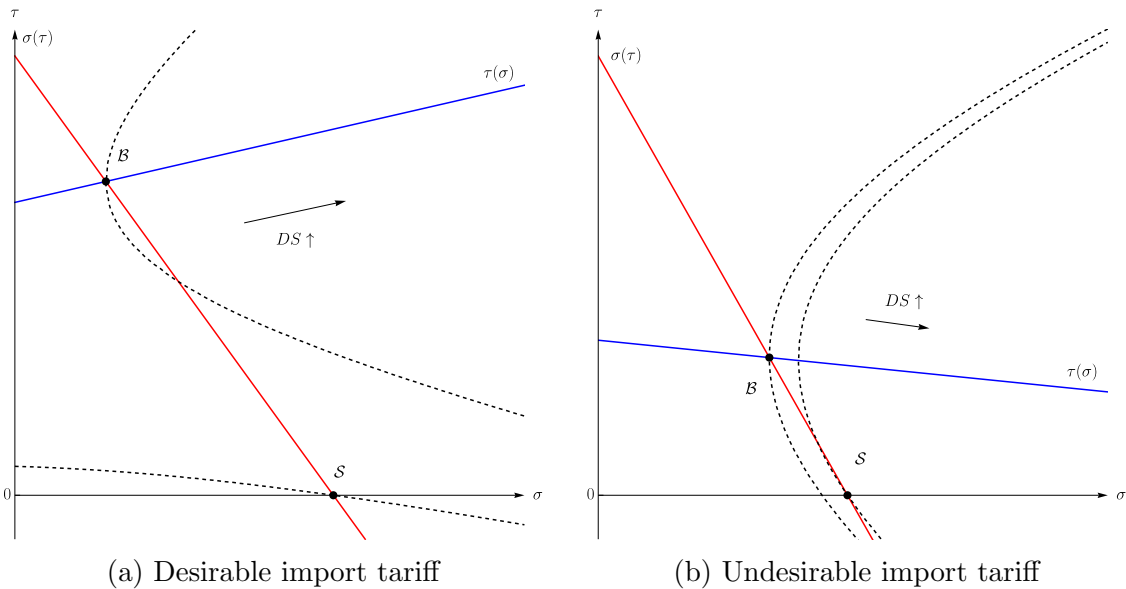 τ
σ(τ)
τ(σ)
ℬ
DS ↑
𝒮
0
σ
(a) Desirable import tariff
τ
σ(τ)
DS ↑
τ(σ)
ℬ
𝒮
0
σ
(b) Undesirable import tariff